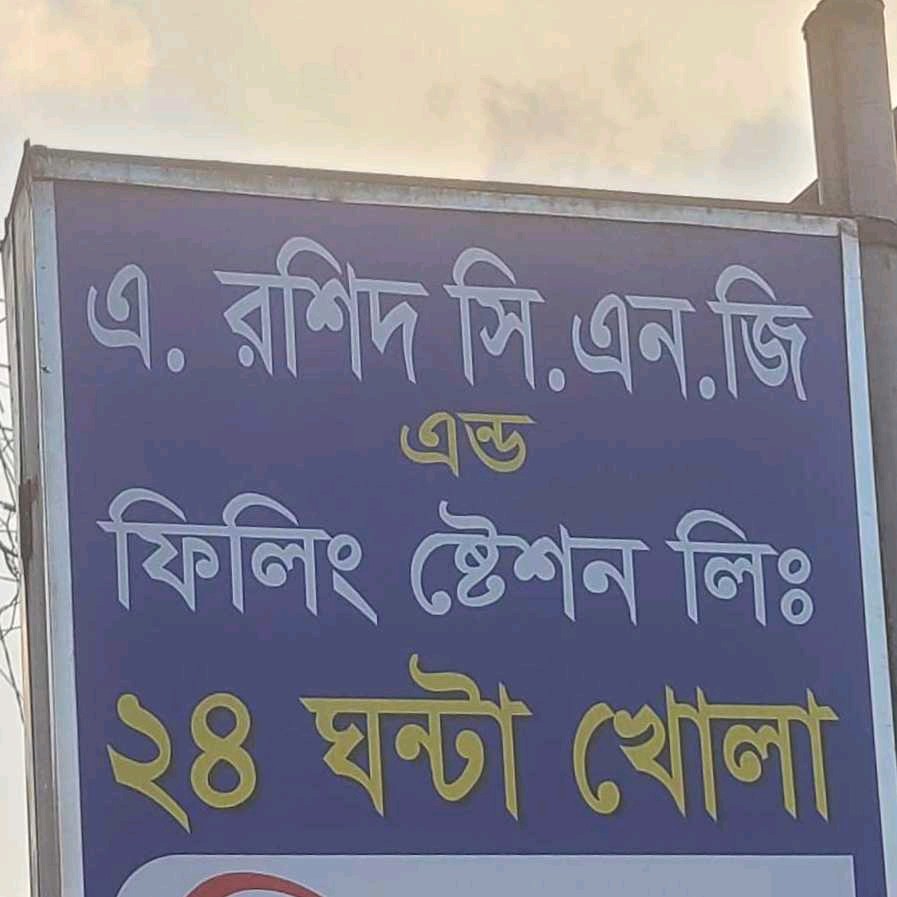 এ. রশিদ সি.এন.জি
এন্ড
ফিলিং ষ্টেশন লিঃ
২৪ ঘন্টা খোলা